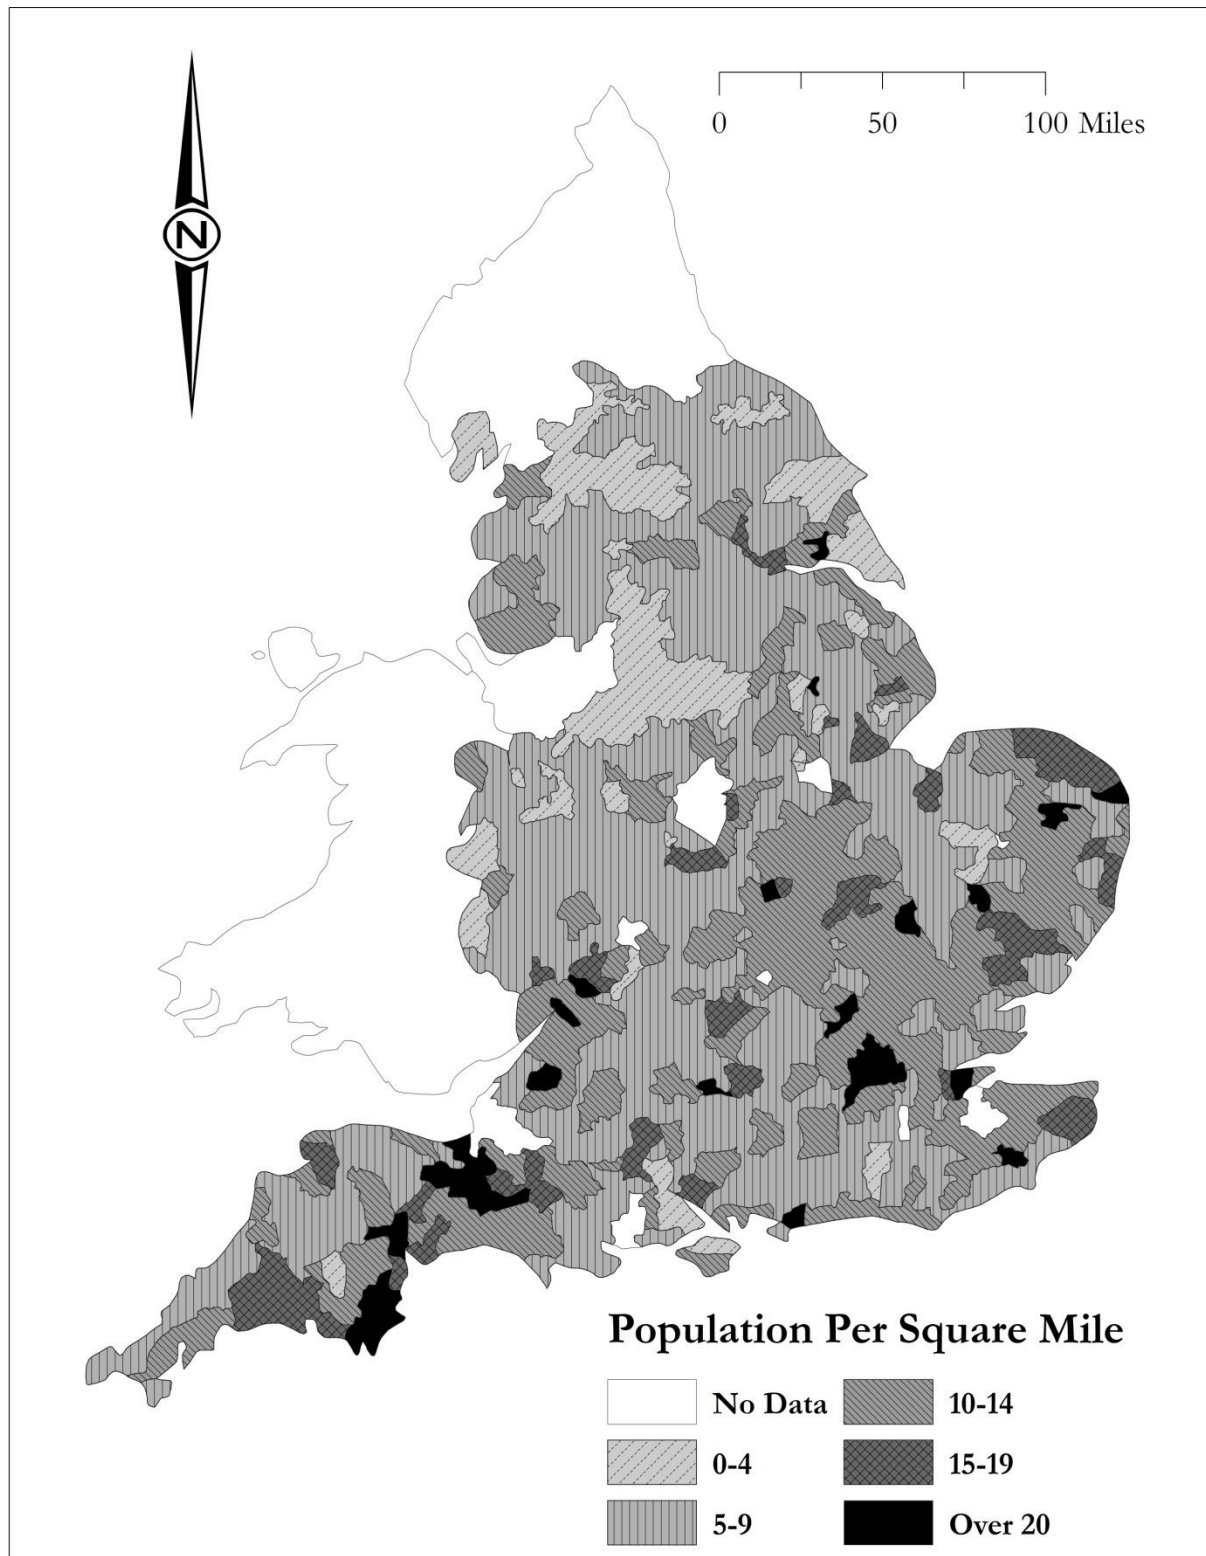 N
0 50 100 Miles
Population Per Square Mile
No Data 10-14
0-4 15-19
5-9 Over 20